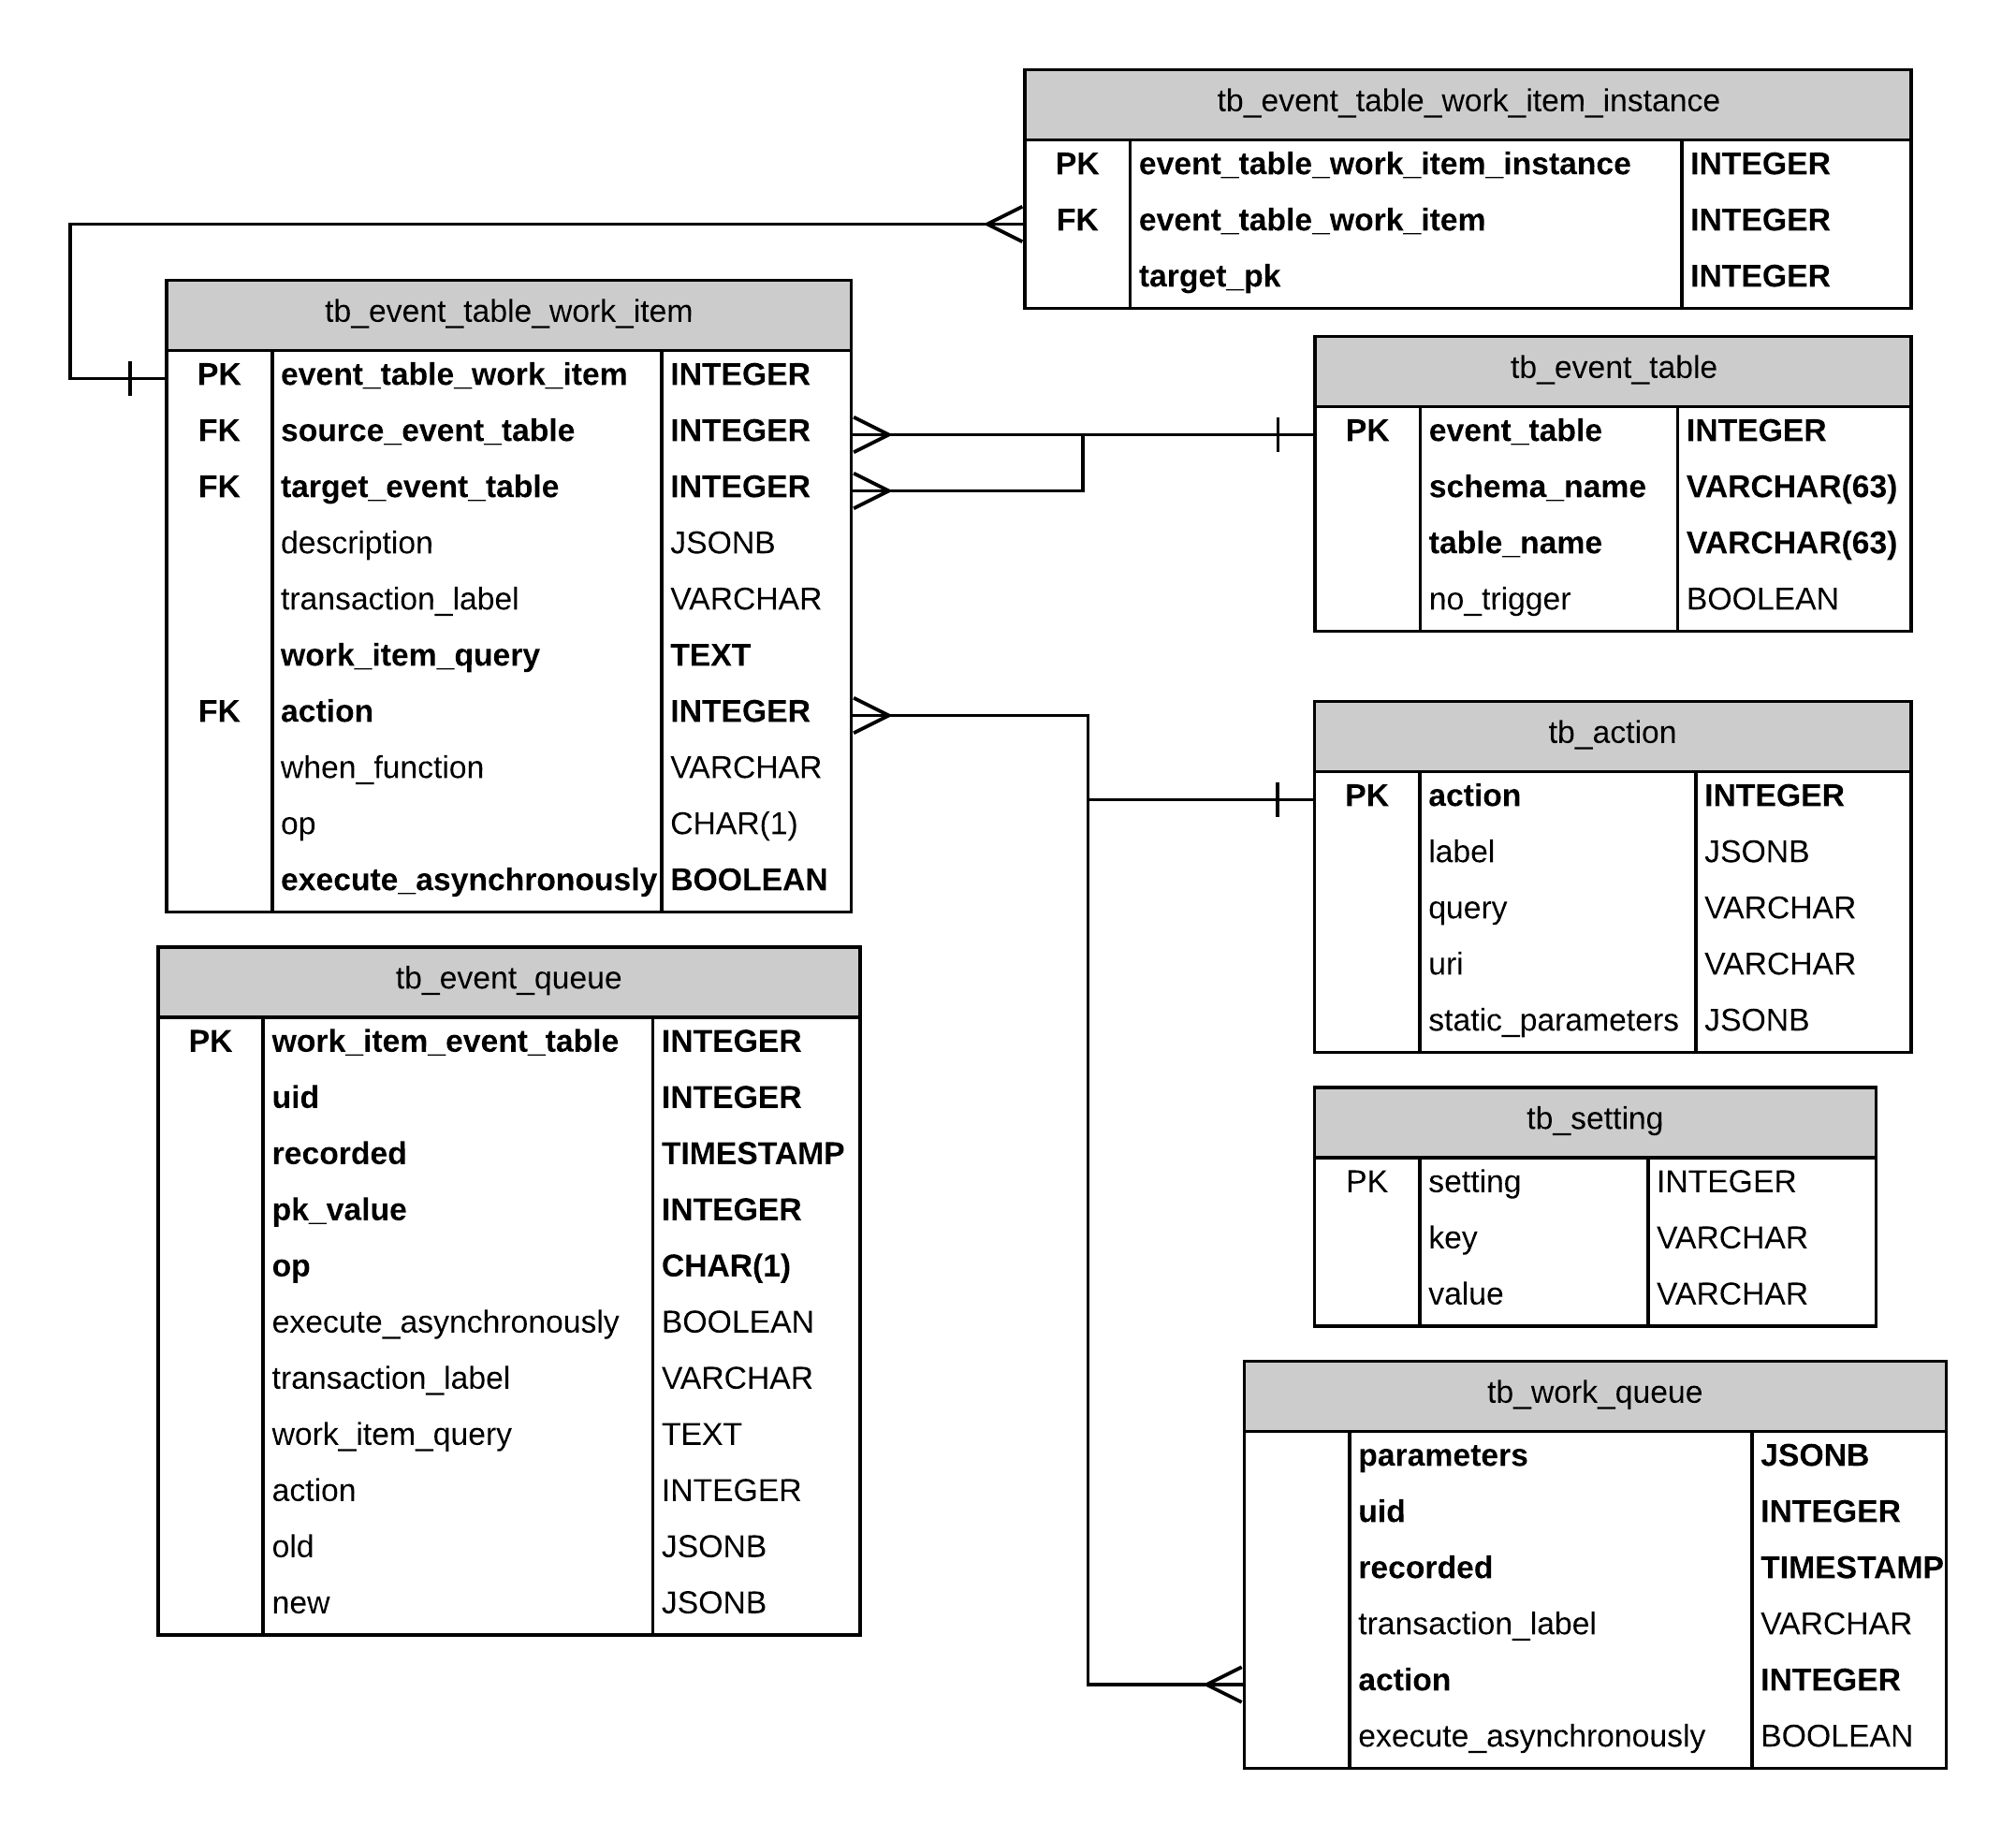 tb_event_table_work_item_instance
PK event_table_work_item_instance INTEGER
FK event_table_work_item INTEGER
target_pk INTEGER
tb_event_table_work_item
PK event_table_work_item INTEGER
FK source_event_table INTEGER
FK target_event_table INTEGER
description JSONB
transaction_label VARCHAR
work_item_query TEXT
FK action INTEGER
when_function VARCHAR
op CHAR(1)
execute_asynchronously BOOLEAN
tb_event_table
PK event_table INTEGER
schema_name VARCHAR(63)
table_name VARCHAR(63)
no_trigger BOOLEAN
tb_action
PK action INTEGER
label JSONB
query VARCHAR
uri VARCHAR
static_parameters JSONB
tb_event_queue
PK work_item_event_table INTEGER
uid INTEGER
recorded TIMESTAMP
pk_value INTEGER
op CHAR(1)
execute_asynchronously BOOLEAN
transaction_label VARCHAR
work_item_query TEXT
action INTEGER
old JSONB
new JSONB
tb_setting
PK setting INTEGER
key VARCHAR
value VARCHAR
tb_work_queue
parameters JSONB
uid INTEGER
recorded TIMESTAMP
transaction_label VARCHAR
action INTEGER
execute_asynchronously BOOLEAN